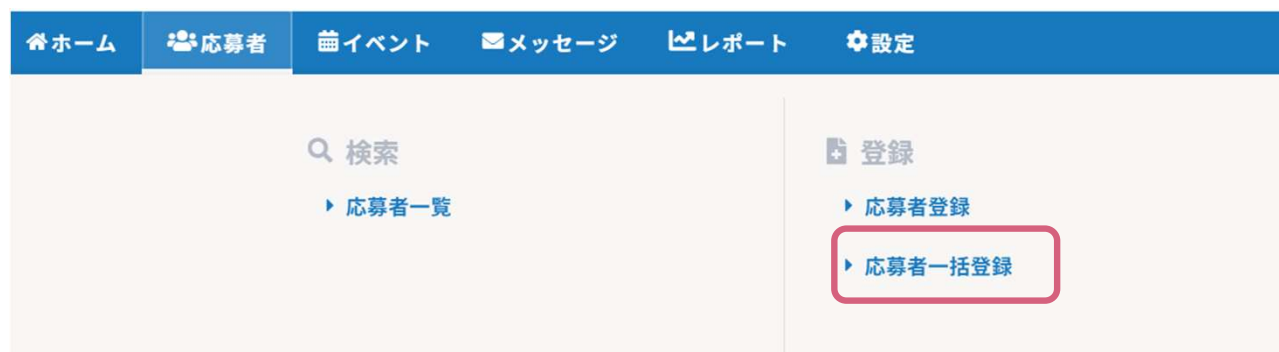 ホーム 応募者 イベント メッセージ レポート 設定
検索
応募者一覧
登録
応募者登録
応募者一括登録